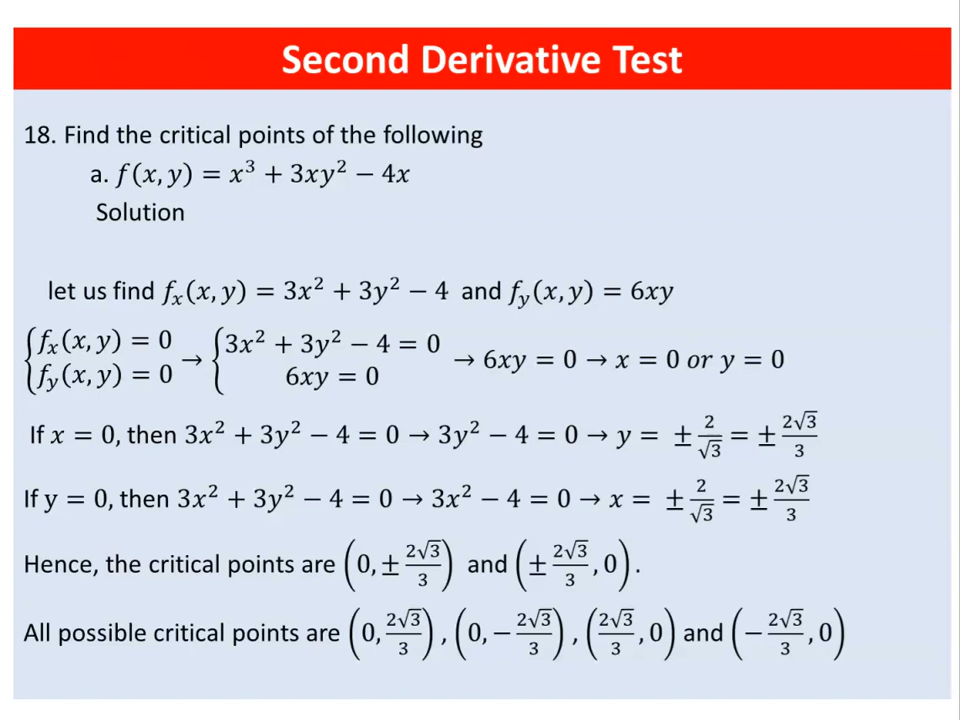 Second Derivative Test
18. Find the critical points of the following
a. f(x, y) = x³ + 3xy² − 4x
Solution
let us find fₓ(x, y) = 3x² + 3y² − 4 and f_y(x, y) = 6xy
{fₓ(x, y) = 0 → {3x² + 3y² − 4 = 0 → 6xy = 0 → x = 0 or y = 0
{f_y(x, y) = 0 6xy = 0
If x = 0, then 3x² + 3y² − 4 = 0 → 3y² − 4 = 0 → y = ± 2/√3 = ± 2√3/3
If y = 0, then 3x² + 3y² − 4 = 0 → 3x² − 4 = 0 → x = ± 2/√3 = ± 2√3/3
Hence, the critical points are (0, ± 2√3/3) and (± 2√3/3, 0).
All possible critical points are (0, 2√3/3), (0, − 2√3/3), (2√3/3, 0) and (− 2√3/3, 0)